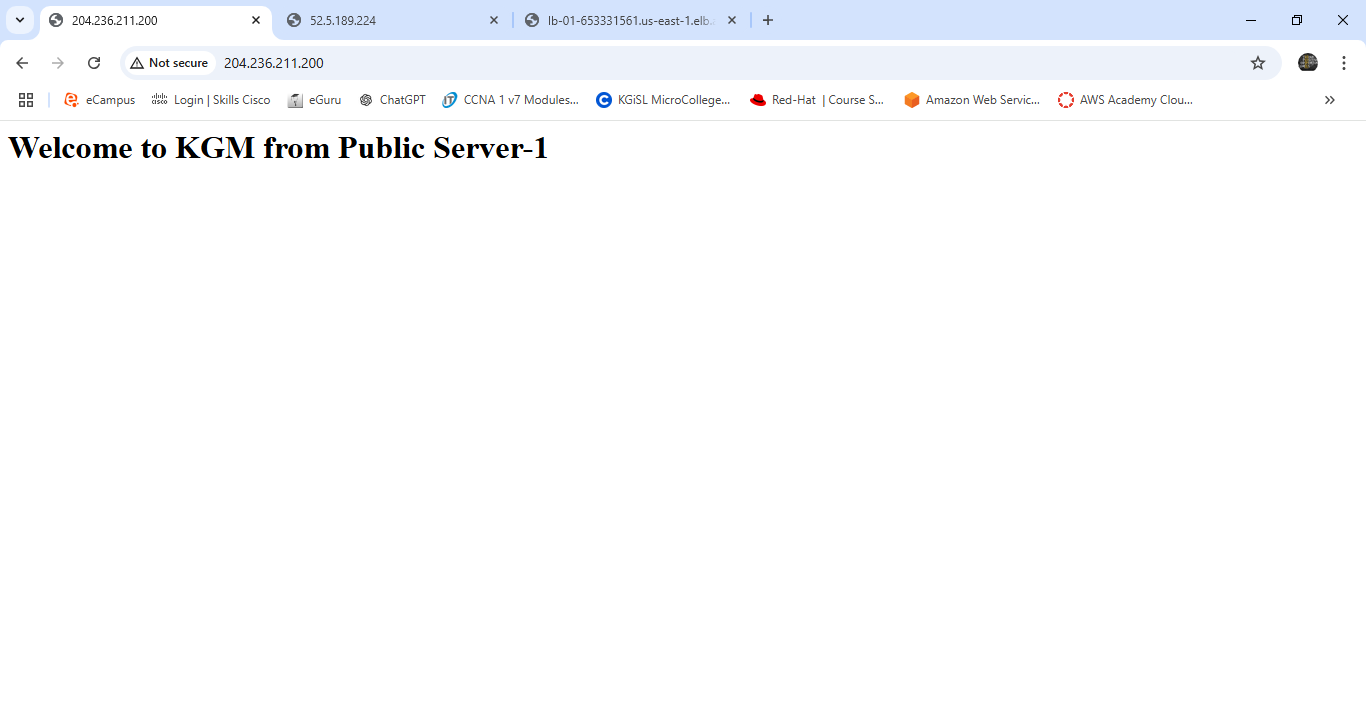 204.236.211.200
52.5.189.224
lb-01-653331561.us-east-1.elb.
Not secure
204.236.211.200
eCampus
Login | Skills Cisco
eGuru
ChatGPT
CCNA 1 v7 Modules...
KGiSL MicroCollege...
Red-Hat | Course S...
Amazon Web Servic...
AWS Academy Clou...
Welcome to KGM from Public Server-1